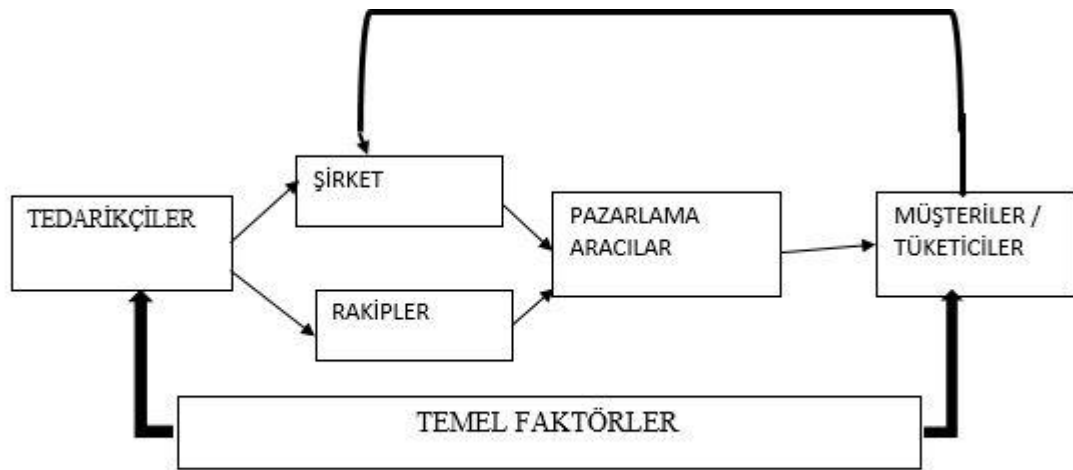 TEDARİKÇİLER
ŞİRKET
RAKİPLER
PAZARLAMA
ARACILAR
MÜŞTERİLER /
TÜKETİCİLER
TEMEL FAKTÖRLER